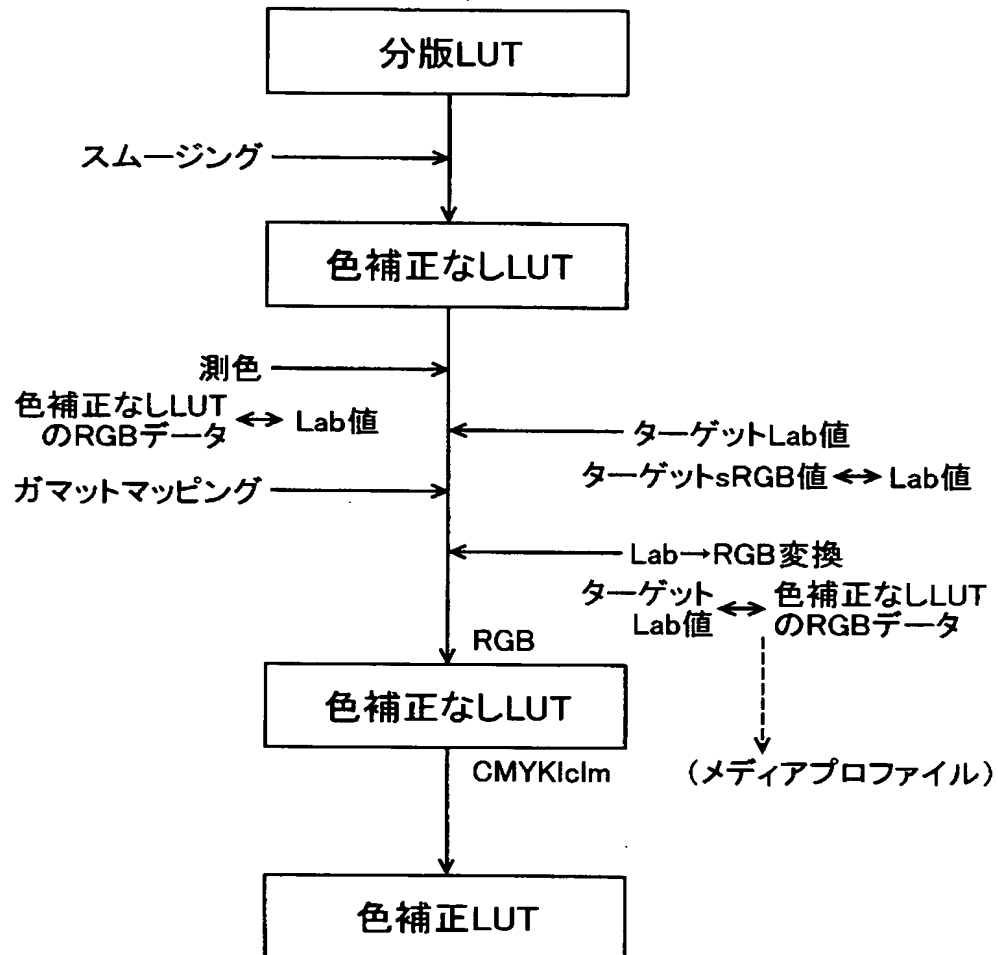 分版LUT
スムージング
色補正なしLUT
測色
色補正なしLUT
のRGBデータ
↔ Lab値
ターゲットLab値
ターゲットsRGB値 ↔ Lab値
ガマットマッピング
Lab→RGB変換
ターゲット
Lab値
↔ 色補正なしLUT
のRGBデータ
RGB
色補正なしLUT
CMYKlclm
(メディアプロファイル)
色補正LUT